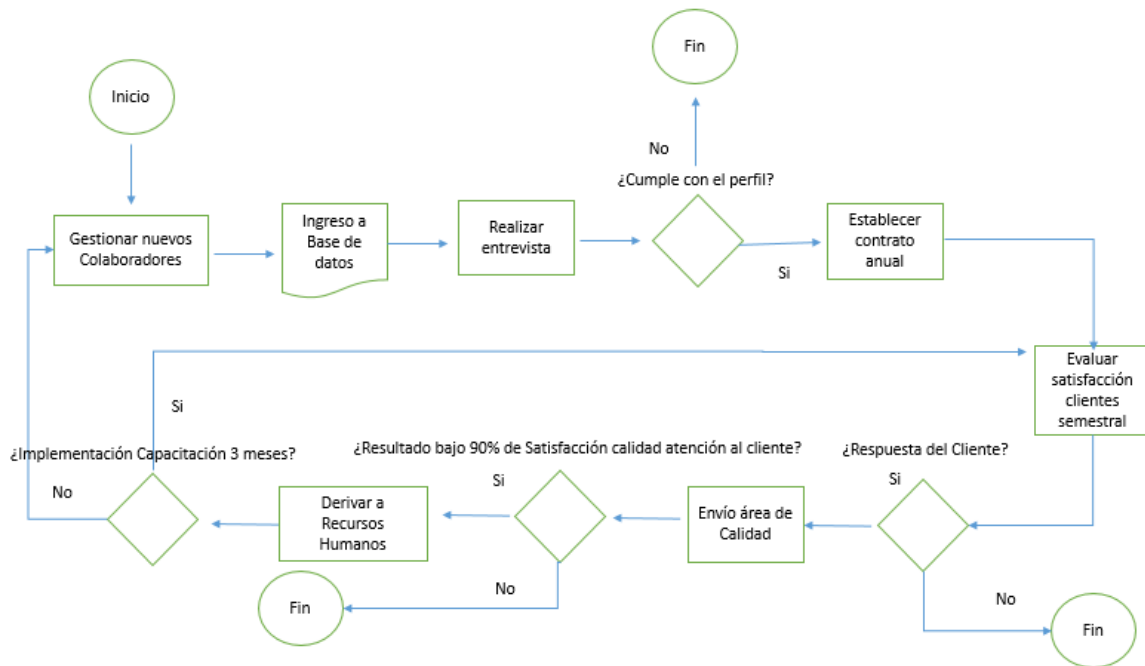 Fin
Inicio
No
¿Cumple con el perfil?
Gestionar nuevos
Colaboradores
Ingreso a
Base de
datos
Realizar
entrevista
Si
Establecer
contrato
anual
Evaluar
satisfacción
clientes
semestral
Si
¿Implementación Capacitación 3 meses?
No
¿Resultado bajo 90% de Satisfacción calidad atención al cliente?
Si
¿Respuesta del Cliente?
Si
Derivar a
Recursos
Humanos
Envío área de
Calidad
No
Fin
No
Fin